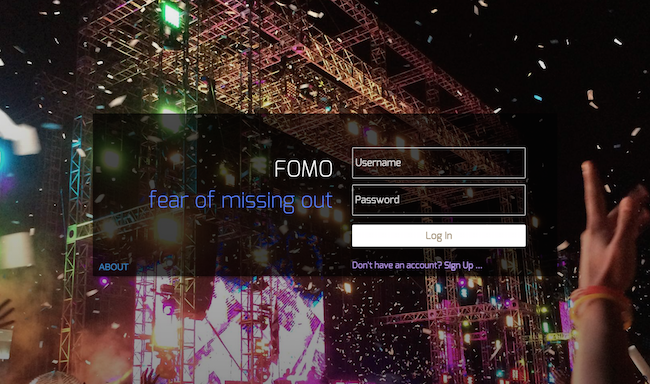 FOMO
fear of missing out
ABOUT
Username
Password
Log In
Don't have an account? Sign Up ...